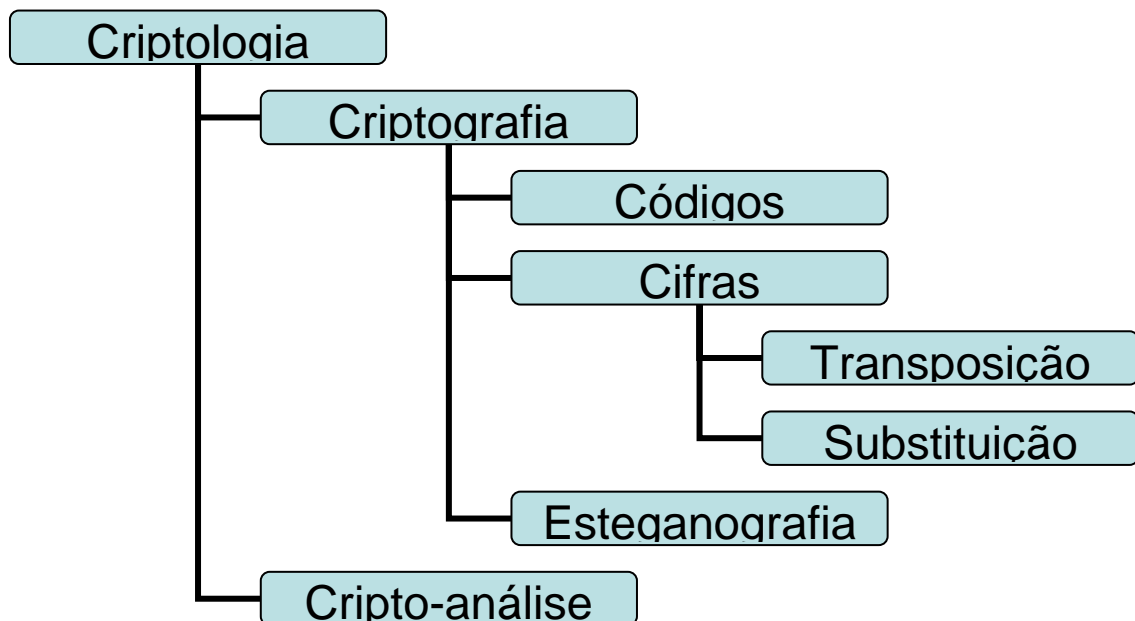 Criptologia
Criptografia
Códigos
Cifras
Transposição
Substituição
Esteganografia
Cripto-análise